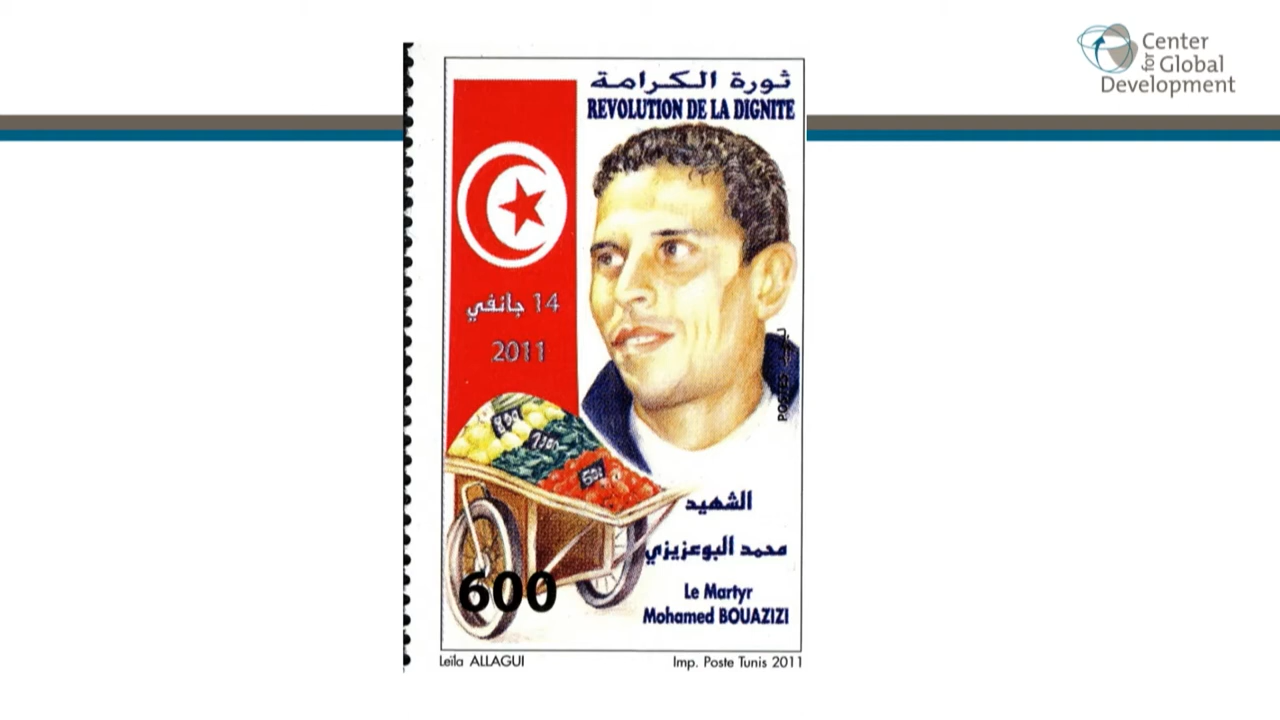 Center
for Global
Development
ثورة الكرامة
REVOLUTION DE LA DIGNITE
14 جانفي
2011
POSTES
الشهيد
محمد البوعزيزي
Le Martyr
Mohamed BOUAZIZI
600
Leïla ALLAGUI
Imp. Poste Tunis 2011